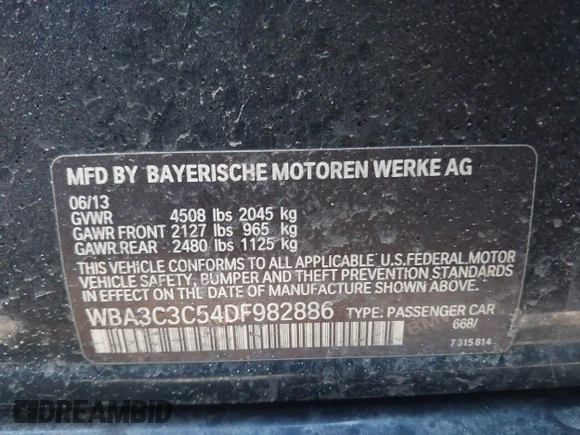 MFD BY BAYERISCHE MOTOREN WERKE AG
06/13
GVWR 4508 lbs 2045 kg
GAWR FRONT 2127 lbs 965 kg
GAWR.REAR 2480 lbs 1125 kg
THIS VEHICLE CONFORMS TO ALL APPLICABLE U.S.FEDERAL.MOTOR
VEHICLE SAFETY, BUMPER AND THEFT PREVENTION STANDARDS
IN EFFECT ON THE DATE OF MANUFACTURE SHOWN ABOVE.
WBA3C3C54DF982886 TYPE: PASSENGER CAR
668/
7 315 814
DREAMBID